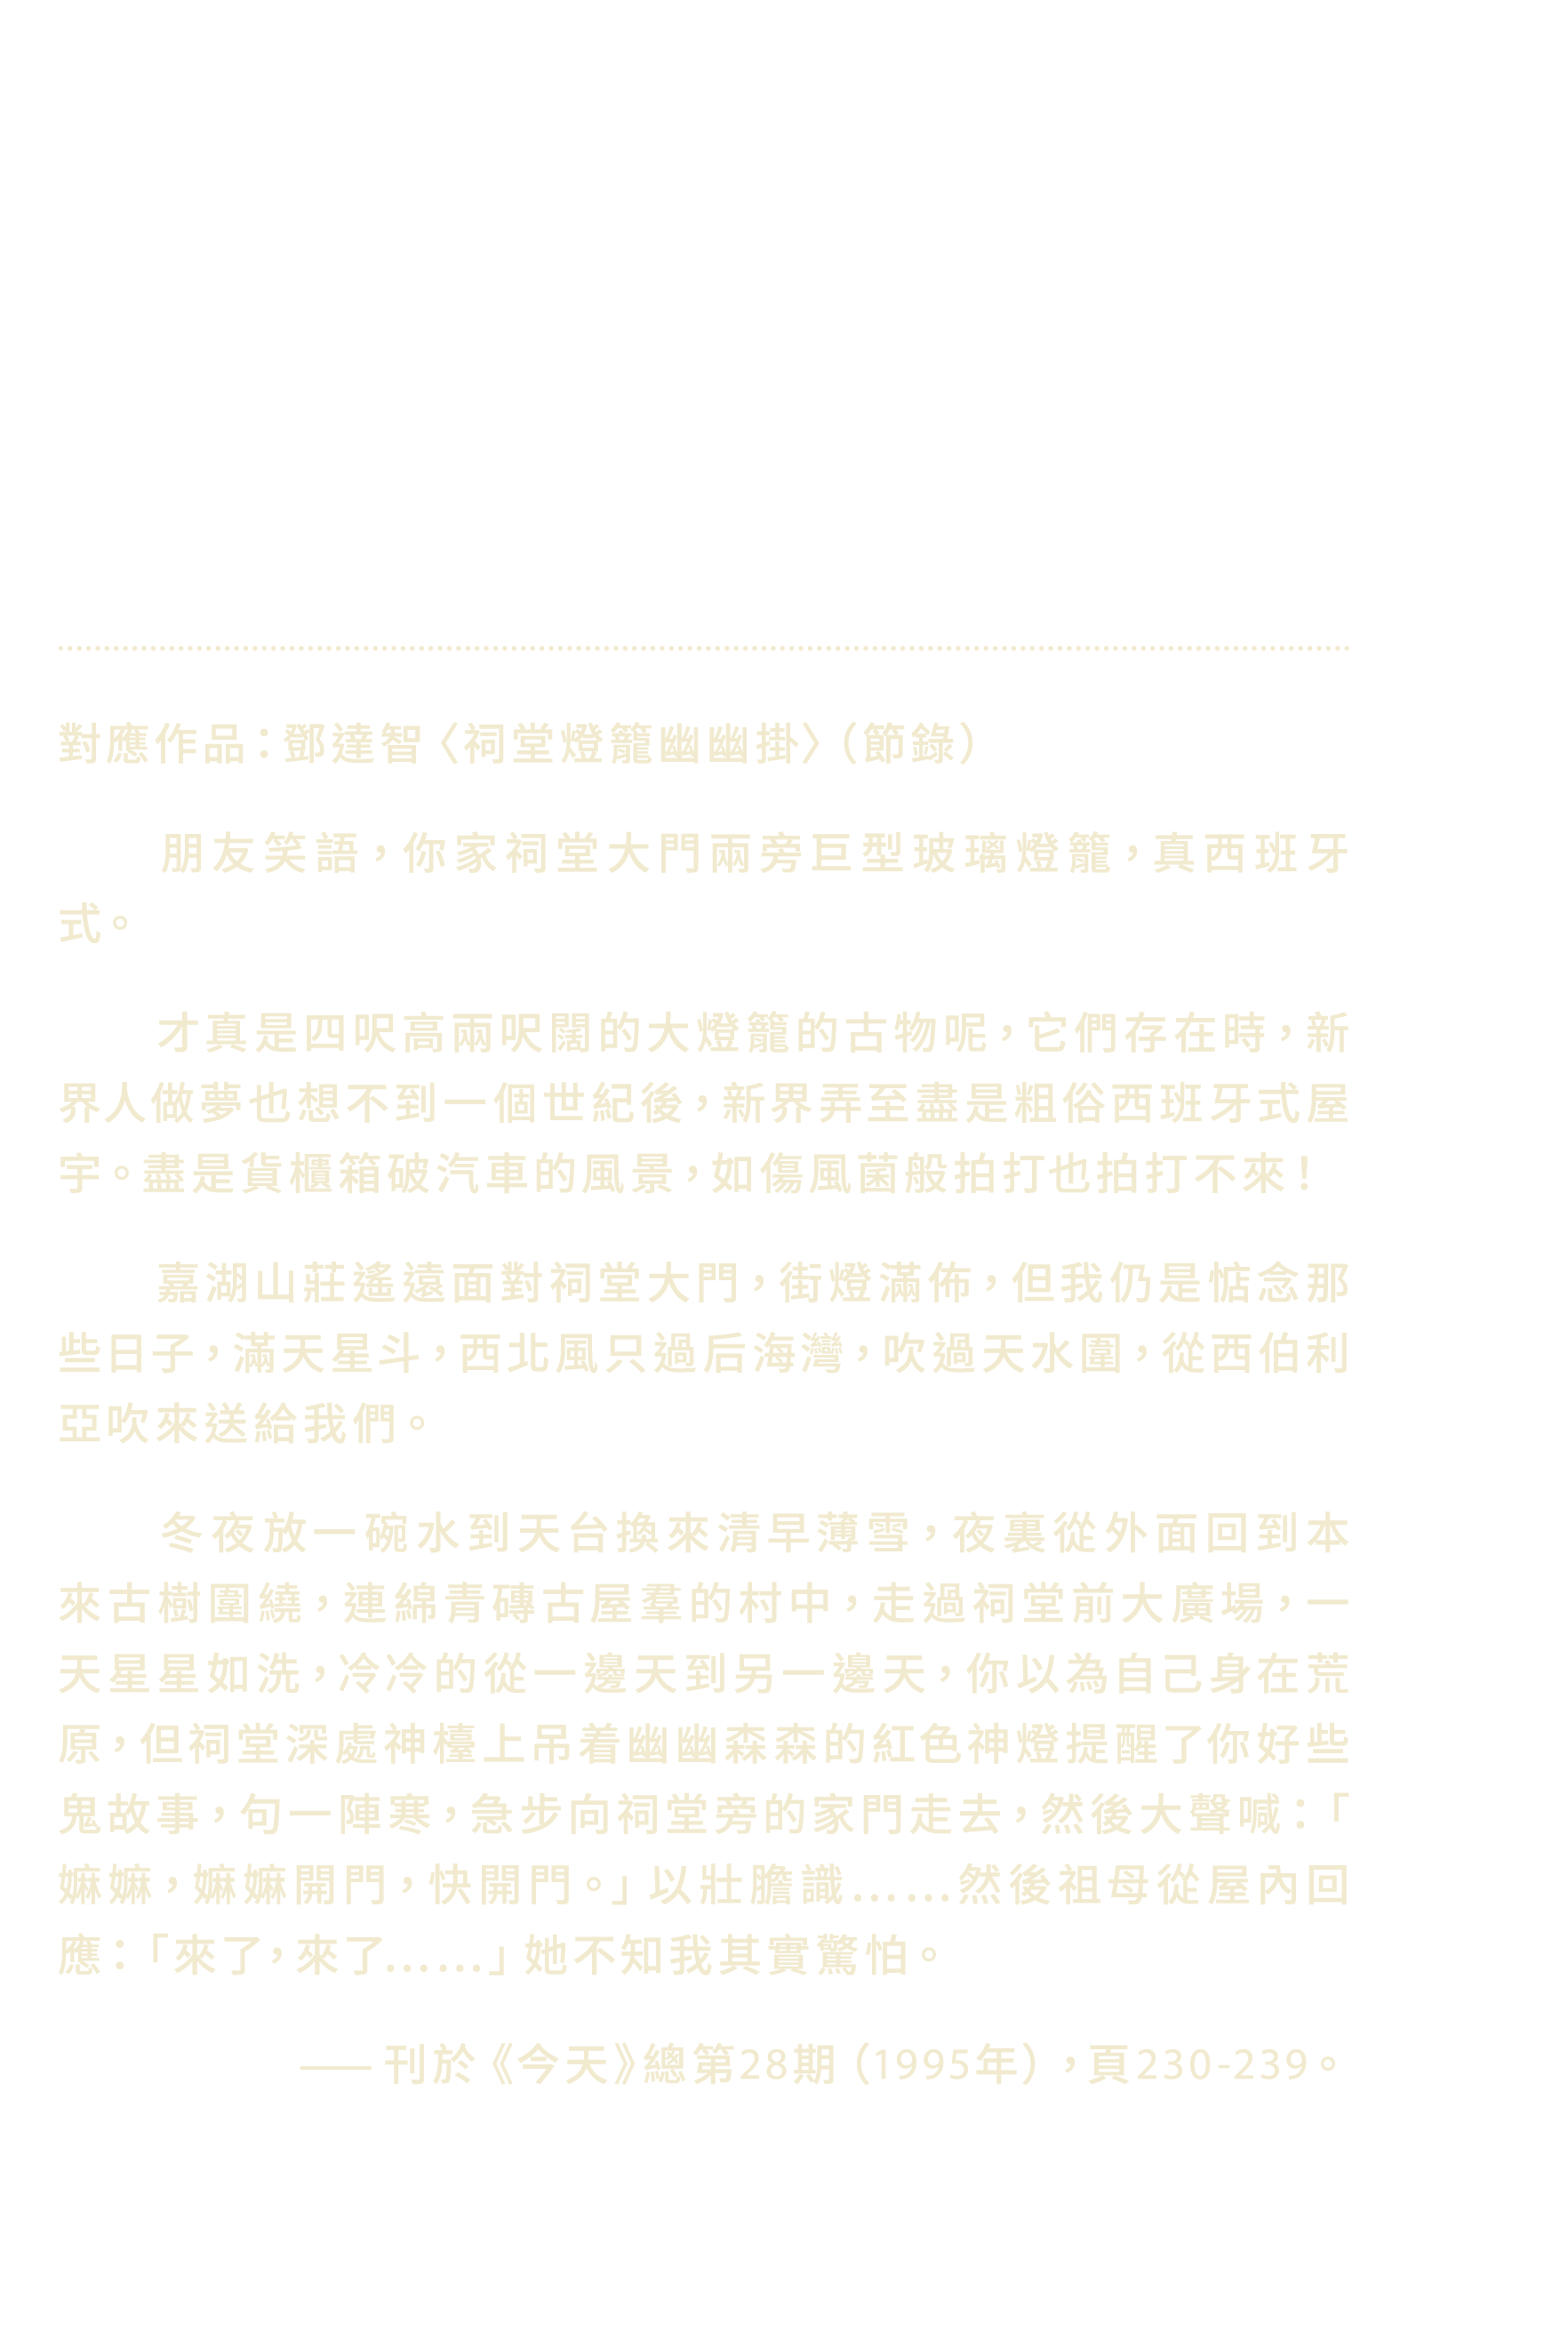 對應作品：鄧達智〈祠堂燈籠幽幽掛〉（節錄）
朋友笑語，你家祠堂大門兩旁巨型玻璃燈籠，真西班牙
式。
才真是四呎高兩呎闊的大燈籠的古物呢，它們存在時，新
界人做夢也想不到一個世紀後，新界弄至盡是粗俗西班牙式屋
宇。盡是貨櫃箱破汽車的風景，如傷風菌般拍打也拍打不來！
嘉湖山莊遙遠面對祠堂大門，街燈滿佈，但我仍是惦念那
些日子，滿天星斗，西北風只過后海灣，吹過天水圍，從西伯利
亞吹來送給我們。
冬夜放一碗水到天台換來清早薄雪，夜裏從外面回到本
來古樹圍繞，連綿青磚古屋羣的村中，走過祠堂前大廣場，一
天星星如洗，冷冷的從一邊天到另一邊天，你以為自己身在荒
原，但祠堂深處神檯上吊着幽幽森森的紅色神燈提醒了你好些
鬼故事，句一陣寒，急步向祠堂旁的家門走去，然後大聲喊：「
嫲嫲，嫲嫲開門，快開門。」以壯膽識……然後祖母從屋內回
應：「來了，來了……」她不知我其實驚怕。
—— 刊於《今天》總第28期（1995年），頁230-239。